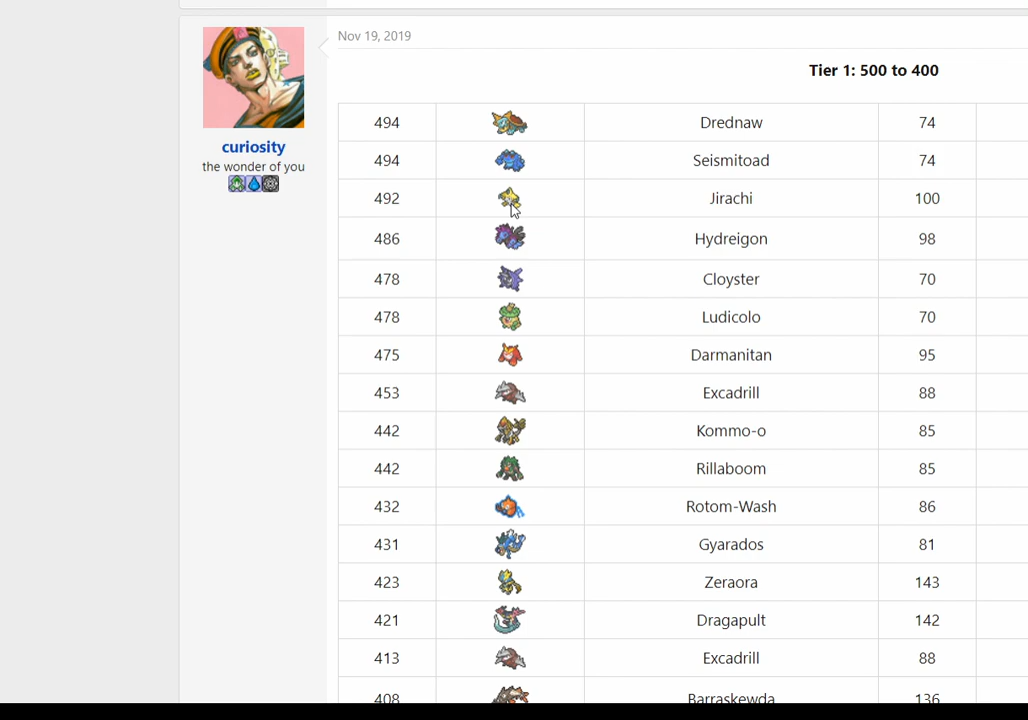 Nov 19, 2019
Tier 1: 500 to 400
curiosity
the wonder of you
494 Drednaw 74
494 Seismitoad 74
492 Jirachi 100
486 Hydreigon 98
478 Cloyster 70
478 Ludicolo 70
475 Darmanitan 95
453 Excadrill 88
442 Kommo-o 85
442 Rillaboom 85
432 Rotom-Wash 86
431 Gyarados 81
423 Zeraora 143
421 Dragapult 142
413 Excadrill 88
408 Barraskewda 136